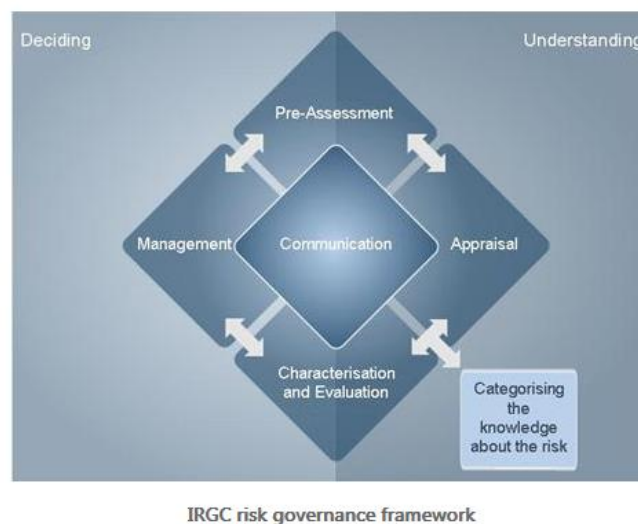 Deciding
Understanding
Pre-Assessment
Management
Communication
Appraisal
Characterisation
and Evaluation
Categorising
the
knowledge
about the risk
IRGC risk governance framework